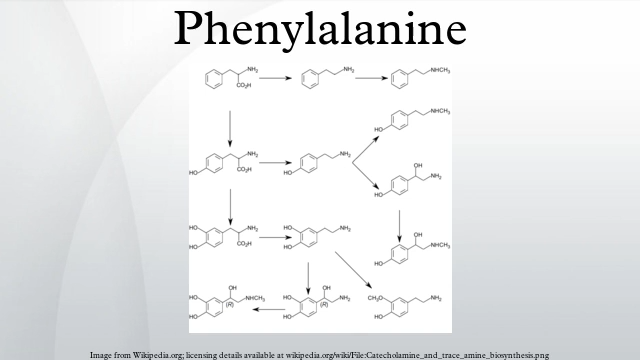 Phenylalanine
NH₂
CO₂H
NH₂
NHCH₃
HO
NHCH₃
HO
NH₂
CO₂H
HO
NH₂
HO
OH
NH₂
HO
HO
NH₂
CO₂H
HO
HO
NH₂
HO
OH
NHCH₃
HO
HO
OH
(R)
NHCH₃
HO
HO
OH
(R)
NH₂
CH₃O
HO
NH₂
Image from Wikipedia.org; licensing details available at wikipedia.org/wiki/File:Catecholamine_and_trace_amine_biosynthesis.png